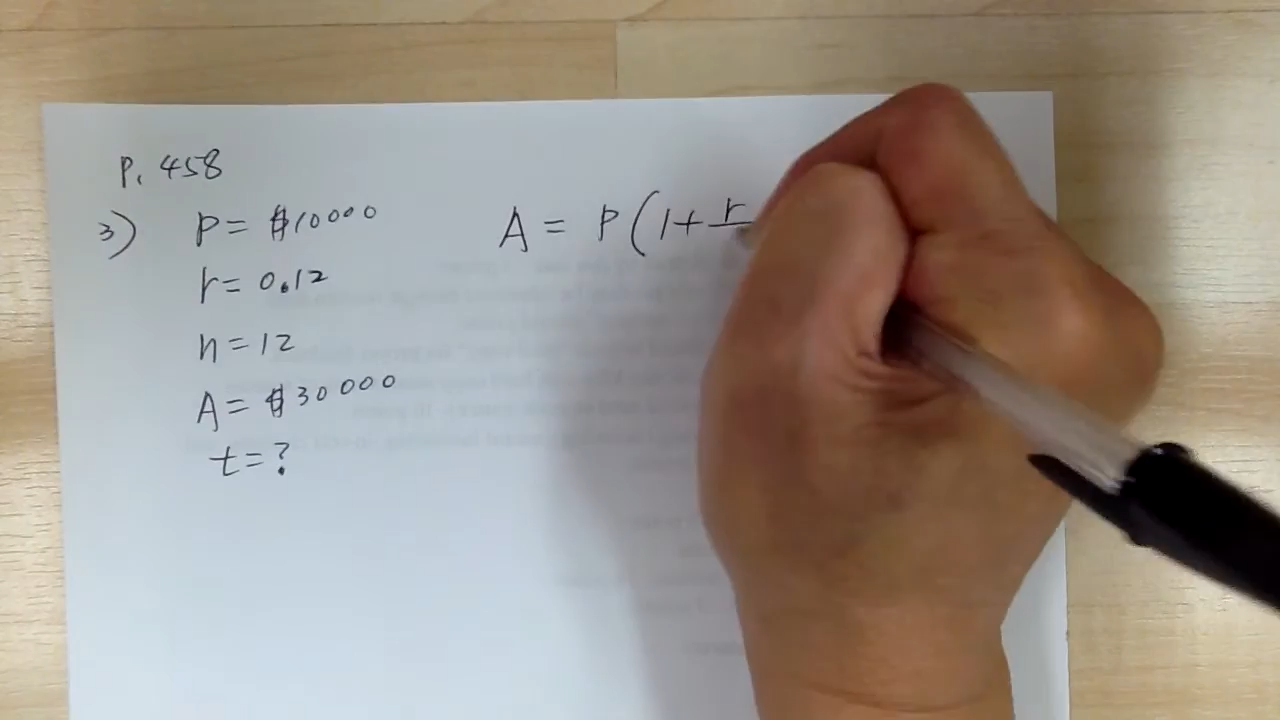 P. 458
3) P = $10000 A = P(1 + r
r = 0.12
n = 12
A = $30000
t = ?